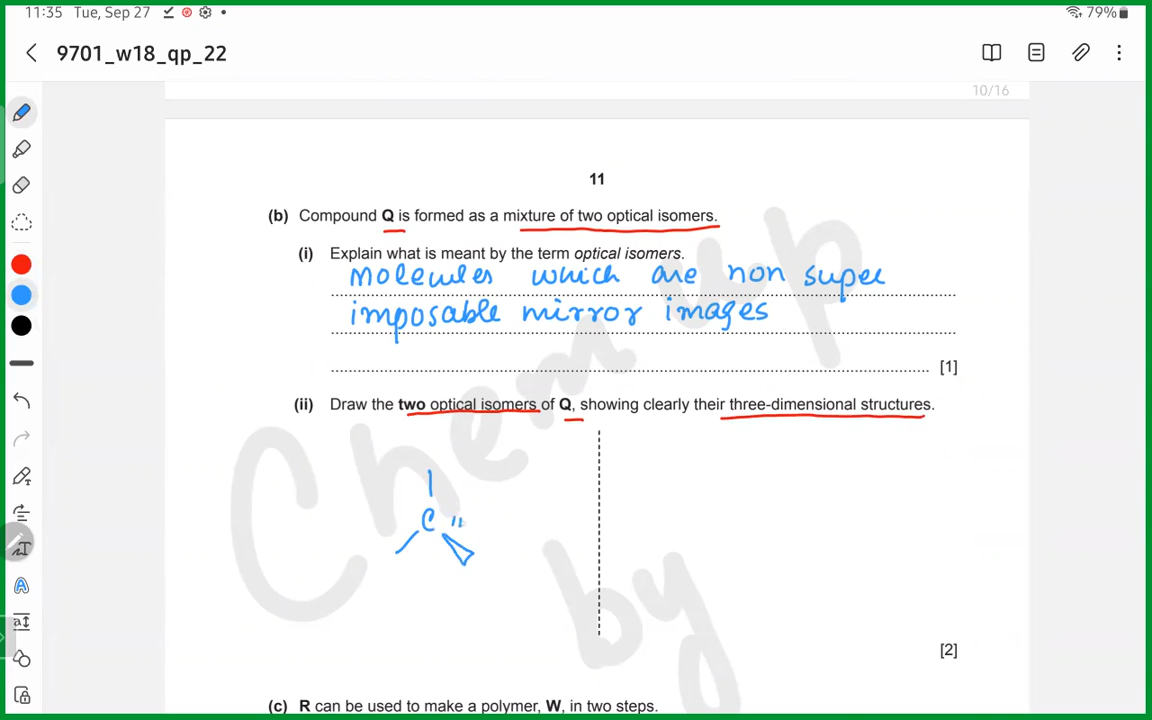 11:35 Tue, Sep 27
79%
9701_w18_qp_22
10/16
11
(b) Compound Q is formed as a mixture of two optical isomers.
(i) Explain what is meant by the term optical isomers.
molecules which are non super
imposable mirror images
[1]
(ii) Draw the two optical isomers of Q, showing clearly their three-dimensional structures.
C
[2]
(c) R can be used to make a polymer, W, in two steps.
Chem up
by